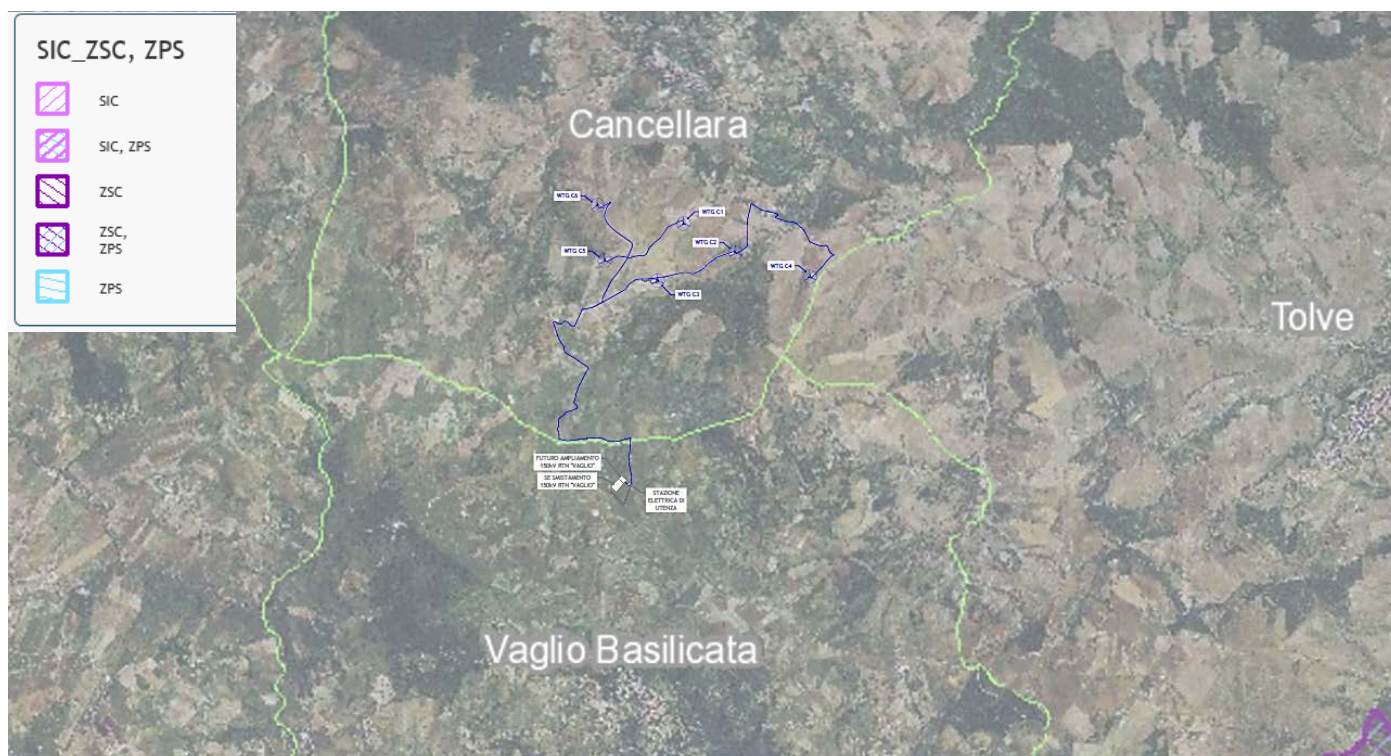 SIC_ZSC, ZPS
SIC
SIC, ZPS
ZSC
ZSC,
ZPS
ZPS
Cancellara
WTG C6
WTG C1
WTG C2
WTG C5
WTG C4
WTG C3
Tolve
FUTURO AMPLIAMENTO
150kV RTN "VAGLIO"
SE SMISTAMENTO
150kV RTN "VAGLIO"
STAZIONE
ELETTRICA DI
UTENZA
Vaglio Basilicata